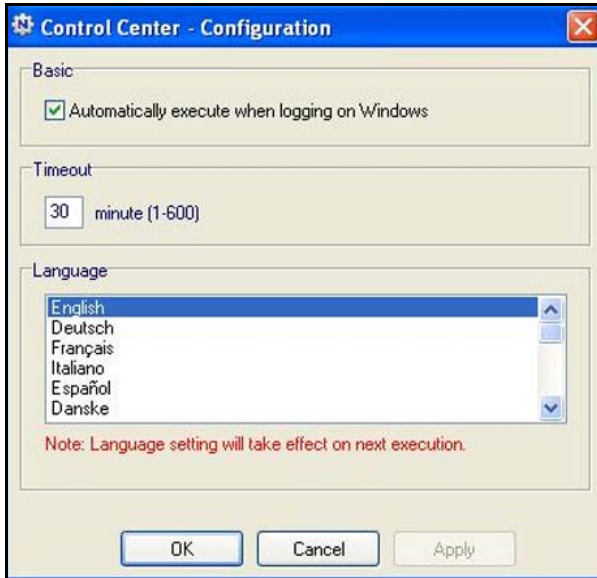 Control Center - Configuration
Basic
Automatically execute when logging on Windows
Timeout
30 minute (1-600)
Language
English
Deutsch
Français
Italiano
Español
Danske
Note: Language setting will take effect on next execution.
OK Cancel Apply